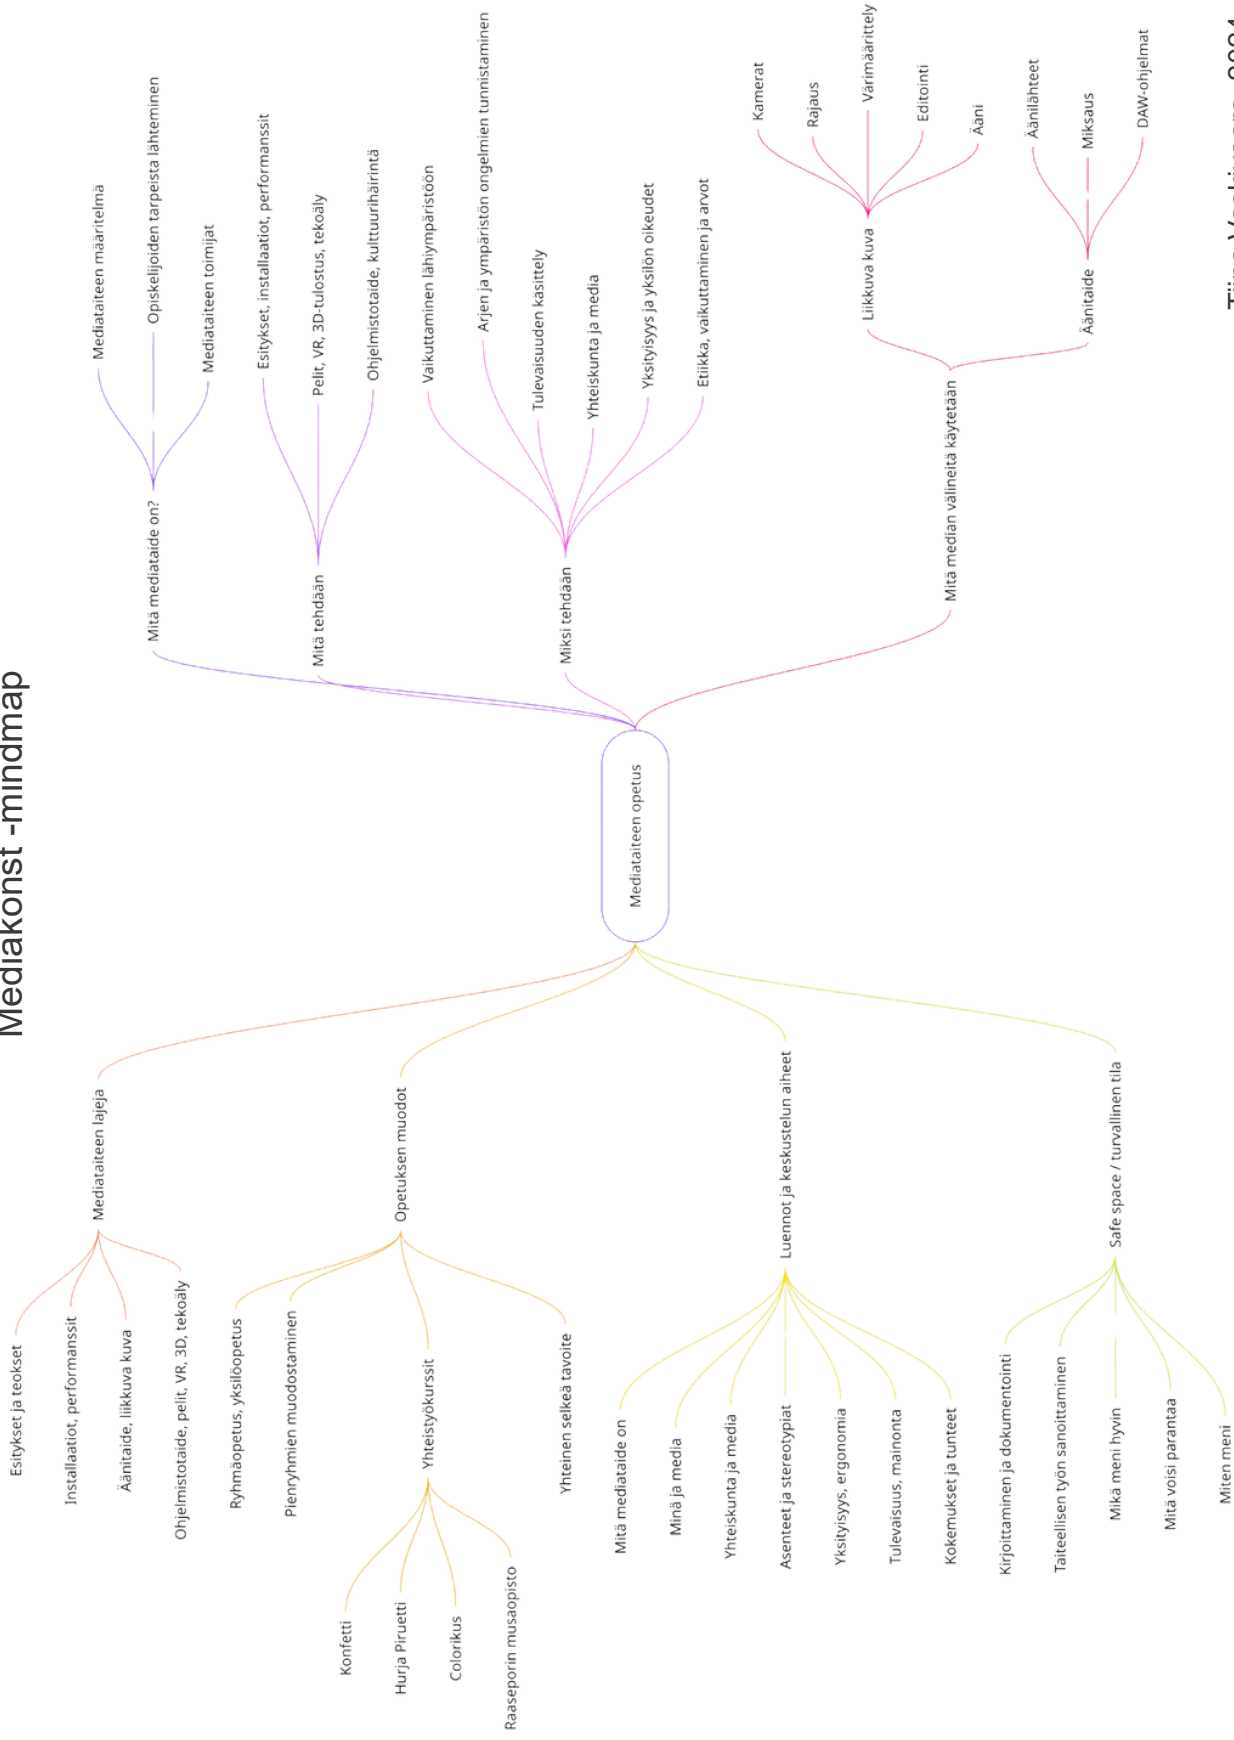 Mediakonst -mindmap
Mediataiteen opetus
Mediataiteen lajeja
Esitykset ja teokset
Installaatiot, performanssit
Äänitaide, liikkuva kuva
Ohjelmistotaide, pelit, VR, 3D, tekoäly
Opetuksen muodot
Ryhmäopetus, yksilöopetus
Pienryhmien muodostaminen
Yhteistyökurssit
Konfetti
Hurja Piruetti
Colorikus
Raaseporin musaopisto
Yhteinen selkeä tavoite
Luennot ja keskustelun aiheet
Mitä mediataide on
Minä ja media
Yhteiskunta ja media
Asenteet ja stereotypiat
Yksityisyys, ergonomia
Tulevaisuus, mainonta
Kokemukset ja tunteet
Safe space / turvallinen tila
Kirjoittaminen ja dokumentointi
Taiteellisen työn sanoittaminen
Mikä meni hyvin
Mitä voisi parantaa
Miten meni
Mitä mediataide on?
Mediataiteen määritelmä
Opiskelijoiden tarpeista lähteminen
Mediataiteen toimijat
Mitä tehdään
Esitykset, installaatiot, performanssit
Pelit, VR, 3D-tulostus, tekoäly
Ohjelmistotaide, kulttuurihäirintä
Miksi tehdään
Vaikuttaminen lähiympäristöön
Arjen ja ympäristön ongelmien tunnistaminen
Tulevaisuuden käsittely
Yhteiskunta ja media
Yksityisyys ja yksilön oikeudet
Etiikka, vaikuttaminen ja arvot
Mitä median välineitä käytetään
Liikkuva kuva
Kamerat
Rajaus
Värimäärittely
Editointi
Ääni
Äänitaide
Äänilähteet
Miksaus
DAW-ohjelmat